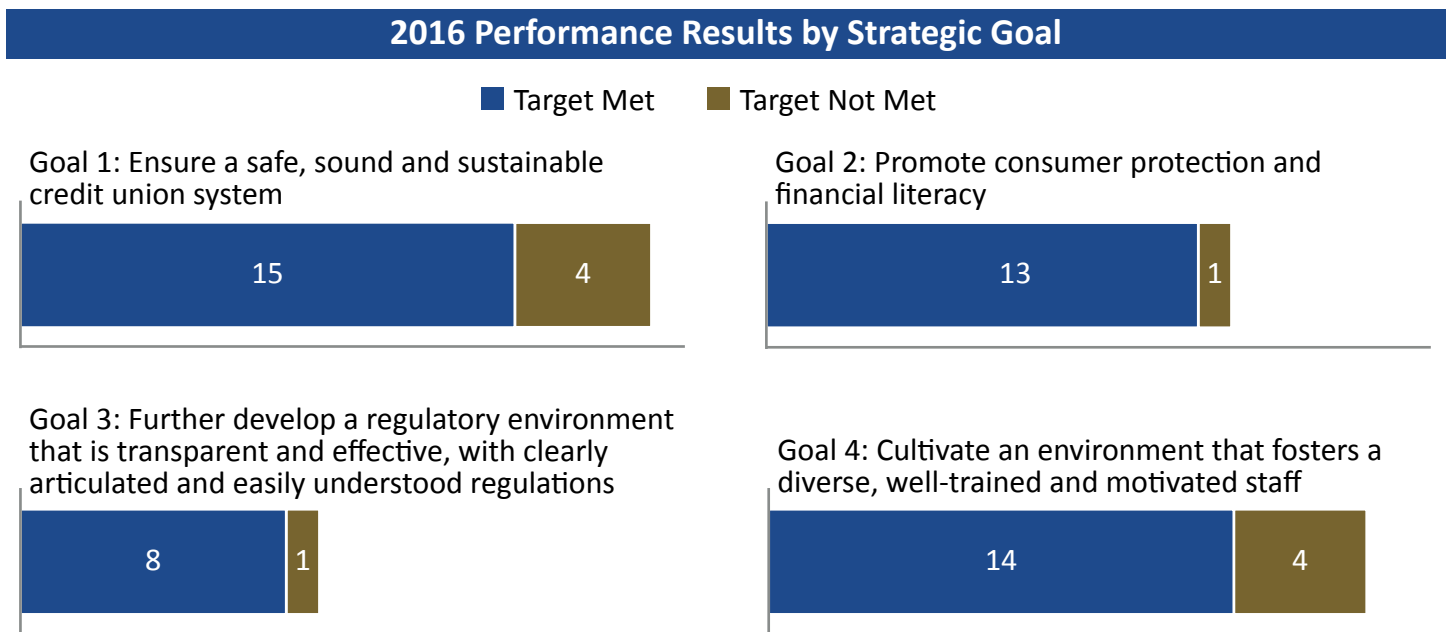 2016 Performance Results by Strategic Goal
Target Met
Target Not Met
Goal 1: Ensure a safe, sound and sustainable
credit union system
15
4
Goal 2: Promote consumer protection and
financial literacy
13
1
Goal 3: Further develop a regulatory environment
that is transparent and effective, with clearly
articulated and easily understood regulations
8
1
Goal 4: Cultivate an environment that fosters a
diverse, well-trained and motivated staff
14
4